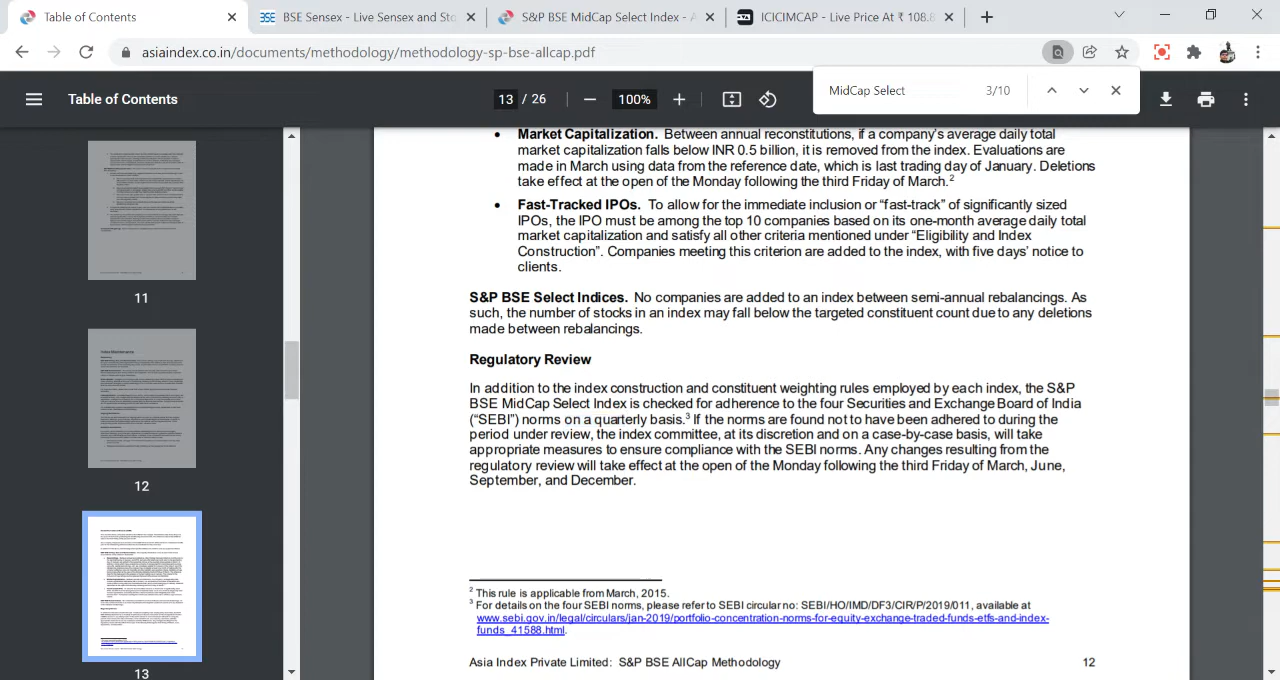 Table of Contents
BSE Sensex - Live Sensex and Sto
S&P BSE MidCap Select Index - A
ICICIMCAP - Live Price At ₹ 108.8
asiaindex.co.in/documents/methodology/methodology-sp-bse-allcap.pdf
Table of Contents
13 / 26
100%
MidCap Select 3/10
11
12
13
• Market Capitalization. Between annual reconstitutions, if a company's average daily total
market capitalization falls below INR 0.5 billion, it is removed from the index. Evaluations are
made in March using data from the reference date, which is last trading day of January. Deletions
take effect at the open of the Monday following the third Friday of March.2
• Fast-Tracked IPOs. To allow for the immediate inclusion or “fast-track” of significantly sized
IPOs, the IPO must be among the top 10 companies based on its one-month average daily total
market capitalization and satisfy all other criteria mentioned under “Eligibility and Index
Construction”. Companies meeting this criterion are added to the index, with five days’ notice to
clients.
S&P BSE Select Indices. No companies are added to an index between semi-annual rebalancings. As
such, the number of stocks in an index may fall below the targeted constituent count due to any deletions
made between rebalancings.
Regulatory review
In addition to the index construction and constituent weighting rules employed by each index, the S&P
BSE MidCap Select Index is checked for adherence to the four Securities and Exchange Board of India
(“SEBI”) norms on a quarterly basis.3 If the norms are found not to have been adhered to during the
period under review, the index committee, at its discretion and on a case-by-case basis, will take
appropriate measures to ensure compliance with the SEBI norms. Any changes resulting from the
regulatory review will take effect at the open of the Monday following the third Friday of March, June,
September, and December.
2 This rule is applicable from March, 2015.
3 For details on the four SEBI norms, please refer to SEBI circular no: SEBI/HO/IMD/DF3/CIR/P/2019/011, available at
www.sebi.gov.in/legal/circulars/jan-2019/portfolio-concentration-norms-for-equity-exchange-traded-funds-etfs-and-index-
funds_41588.html.
Asia Index Private Limited: S&P BSE AllCap Methodology 12